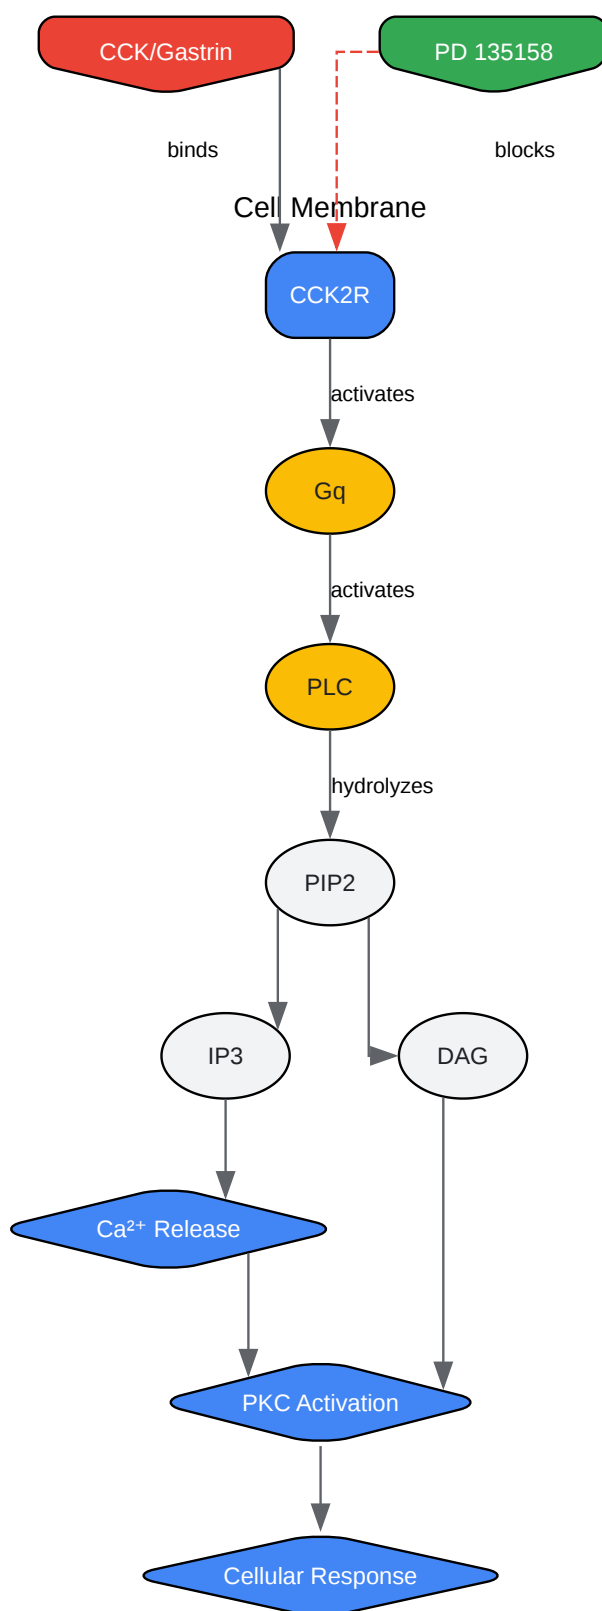 CCK/Gastrin
PD 135158
binds
blocks
Cell Membrane
CCK2R
activates
Gq
activates
PLC
hydrolyzes
PIP2
IP3
DAG
Ca²⁺ Release
PKC Activation
Cellular Response